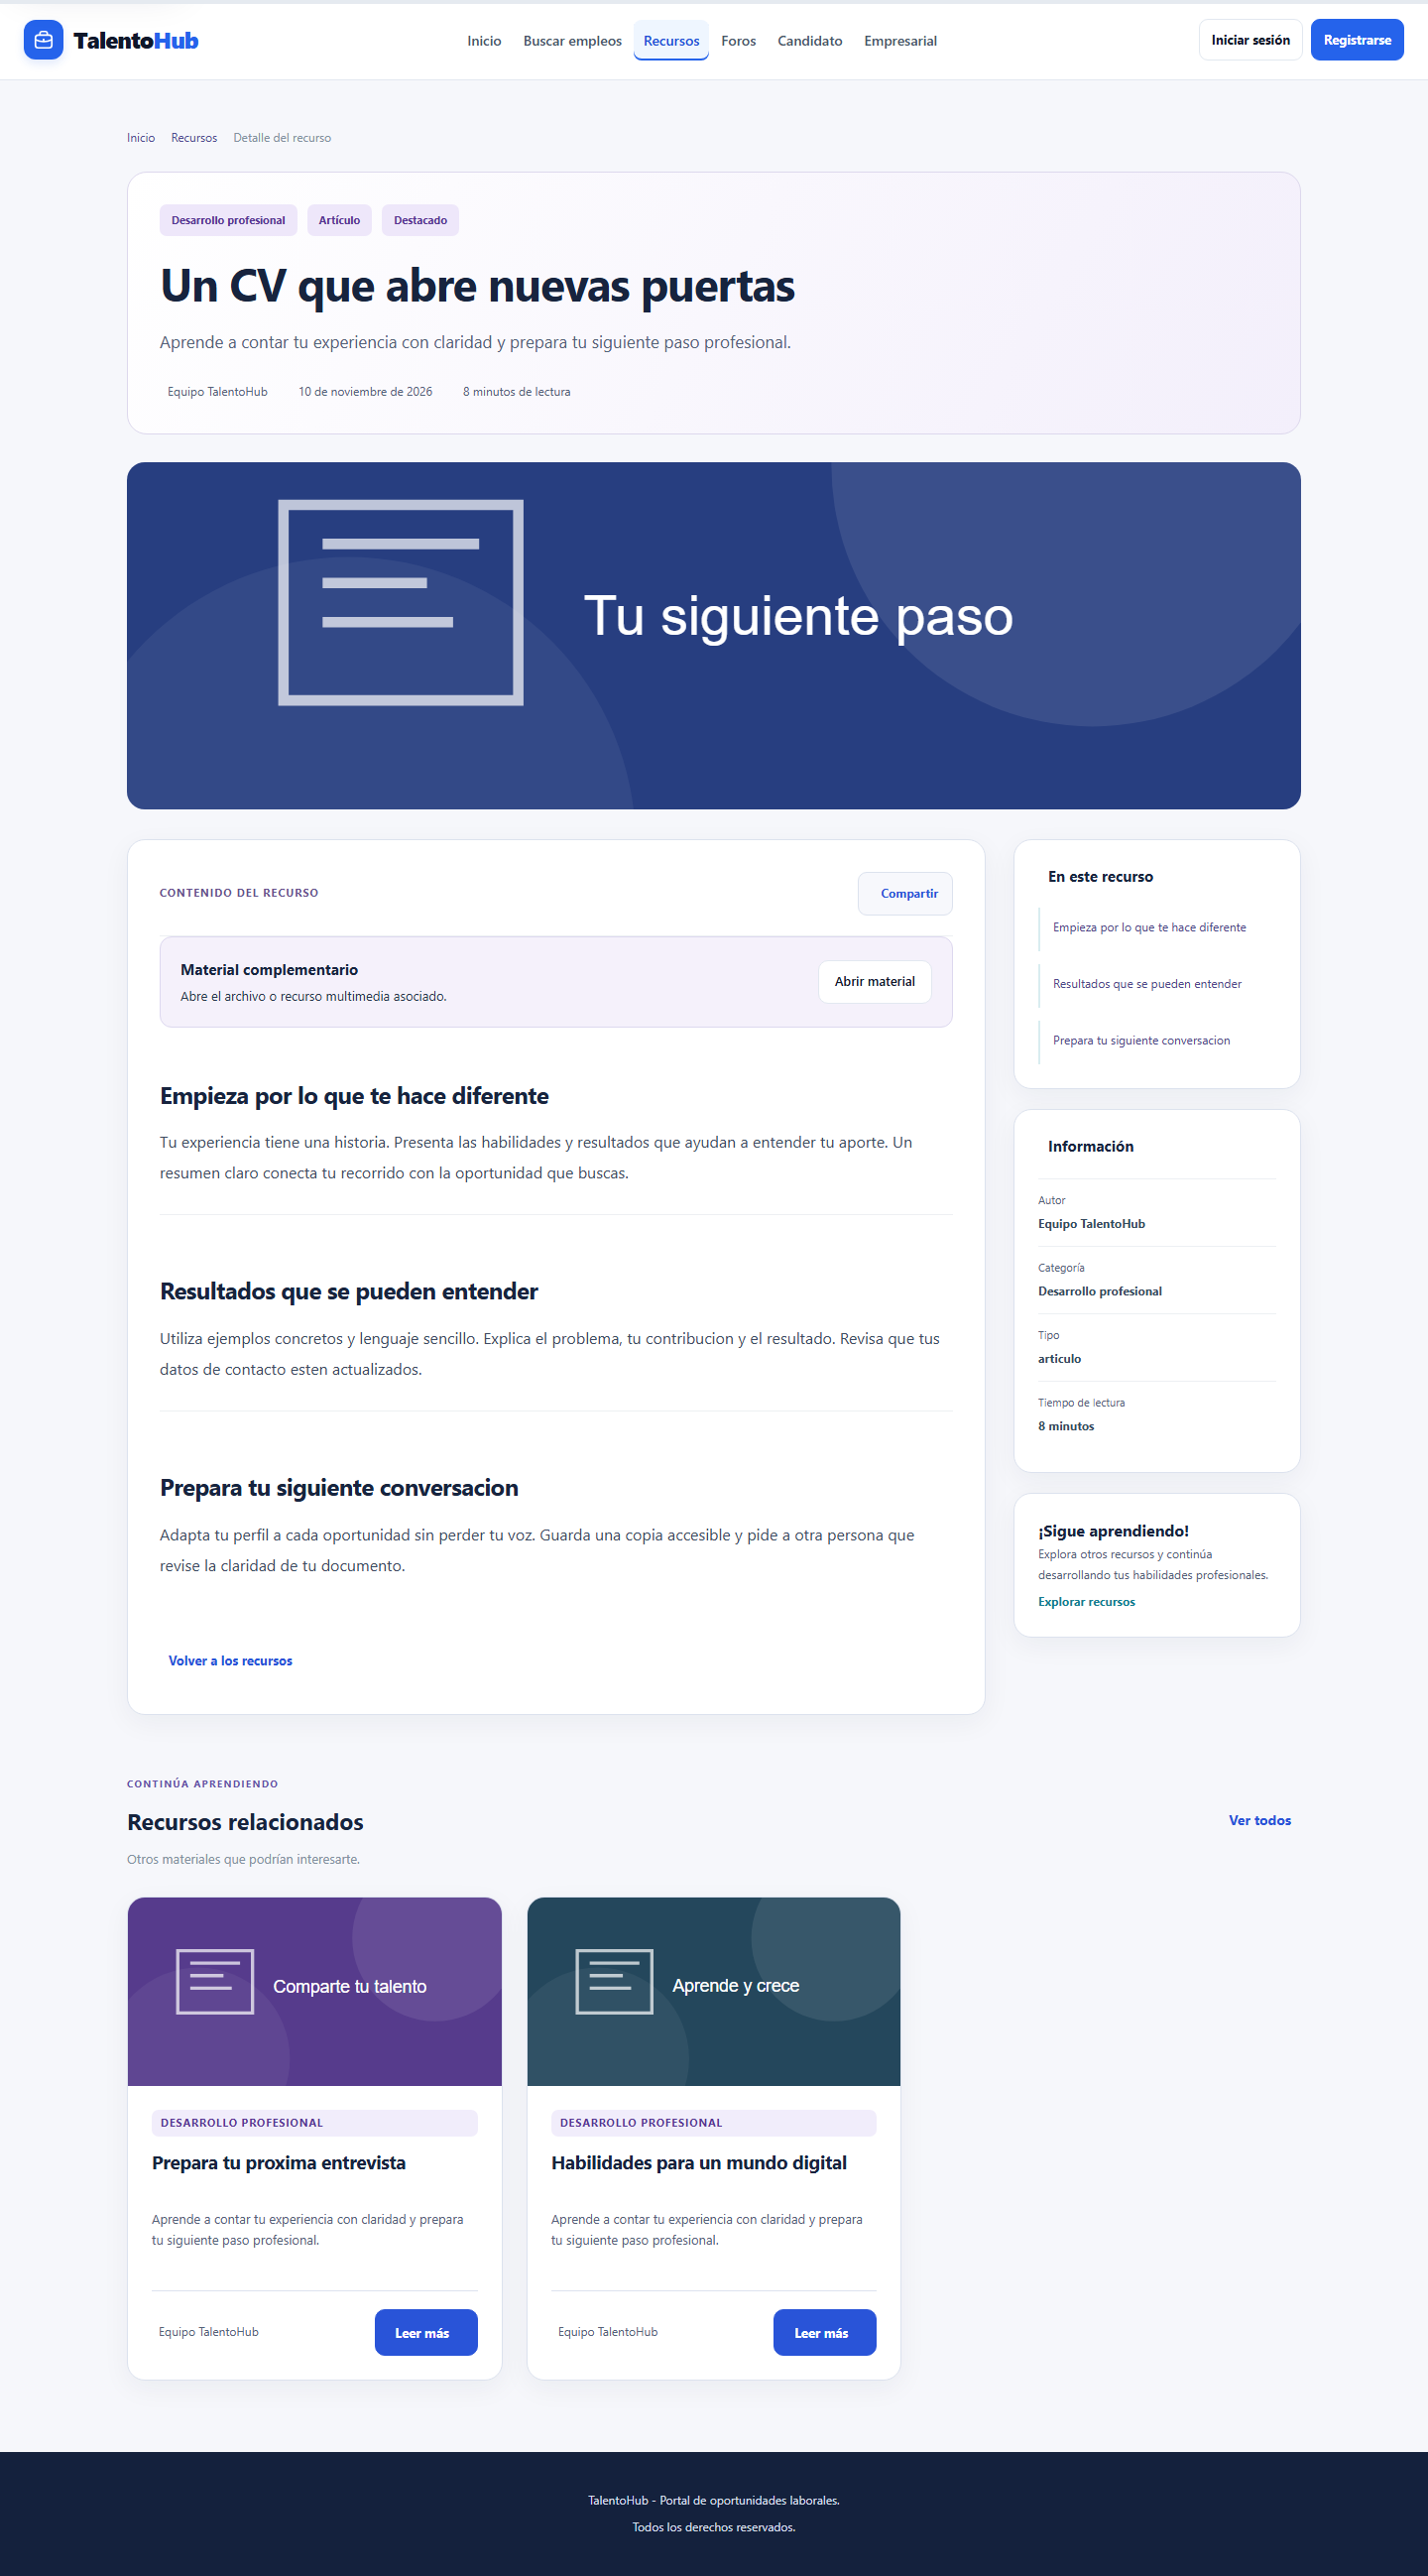 TalentoHub
Inicio
Buscar empleos
Recursos
Foros
Candidato
Empresarial
Iniciar sesión
Registrarse
Inicio
Recursos
Detalle del recurso
Desarrollo profesional
Artículo
Destacado
Un CV que abre nuevas puertas
Aprende a contar tu experiencia con claridad y prepara tu siguiente paso profesional.
Equipo TalentoHub
10 de noviembre de 2026
8 minutos de lectura
Tu siguiente paso
CONTENIDO DEL RECURSO
Compartir
Material complementario
Abre el archivo o recurso multimedia asociado.
Abrir material
Empieza por lo que te hace diferente
Tu experiencia tiene una historia. Presenta las habilidades y resultados que ayudan a entender tu aporte. Un
resumen claro conecta tu recorrido con la oportunidad que buscas.
Resultados que se pueden entender
Utiliza ejemplos concretos y lenguaje sencillo. Explica el problema, tu contribucion y el resultado. Revisa que tus
datos de contacto esten actualizados.
Prepara tu siguiente conversacion
Adapta tu perfil a cada oportunidad sin perder tu voz. Guarda una copia accesible y pide a otra persona que
revise la claridad de tu documento.
Volver a los recursos
En este recurso
Empieza por lo que te hace diferente
Resultados que se pueden entender
Prepara tu siguiente conversacion
Información
Autor
Equipo TalentoHub
Categoría
Desarrollo profesional
Tipo
articulo
Tiempo de lectura
8 minutos
¡Sigue aprendiendo!
Explora otros recursos y continúa
desarrollando tus habilidades profesionales.
Explorar recursos
CONTINÚA APRENDIENDO
Recursos relacionados
Ver todos
Otros materiales que podrían interesarte.
Comparte tu talento
DESARROLLO PROFESIONAL
Prepara tu proxima entrevista
Aprende a contar tu experiencia con claridad y prepara
tu siguiente paso profesional.
Equipo TalentoHub
Leer más
Aprende y crece
DESARROLLO PROFESIONAL
Habilidades para un mundo digital
Aprende a contar tu experiencia con claridad y prepara
tu siguiente paso profesional.
Equipo TalentoHub
Leer más
TalentoHub - Portal de oportunidades laborales.
Todos los derechos reservados.